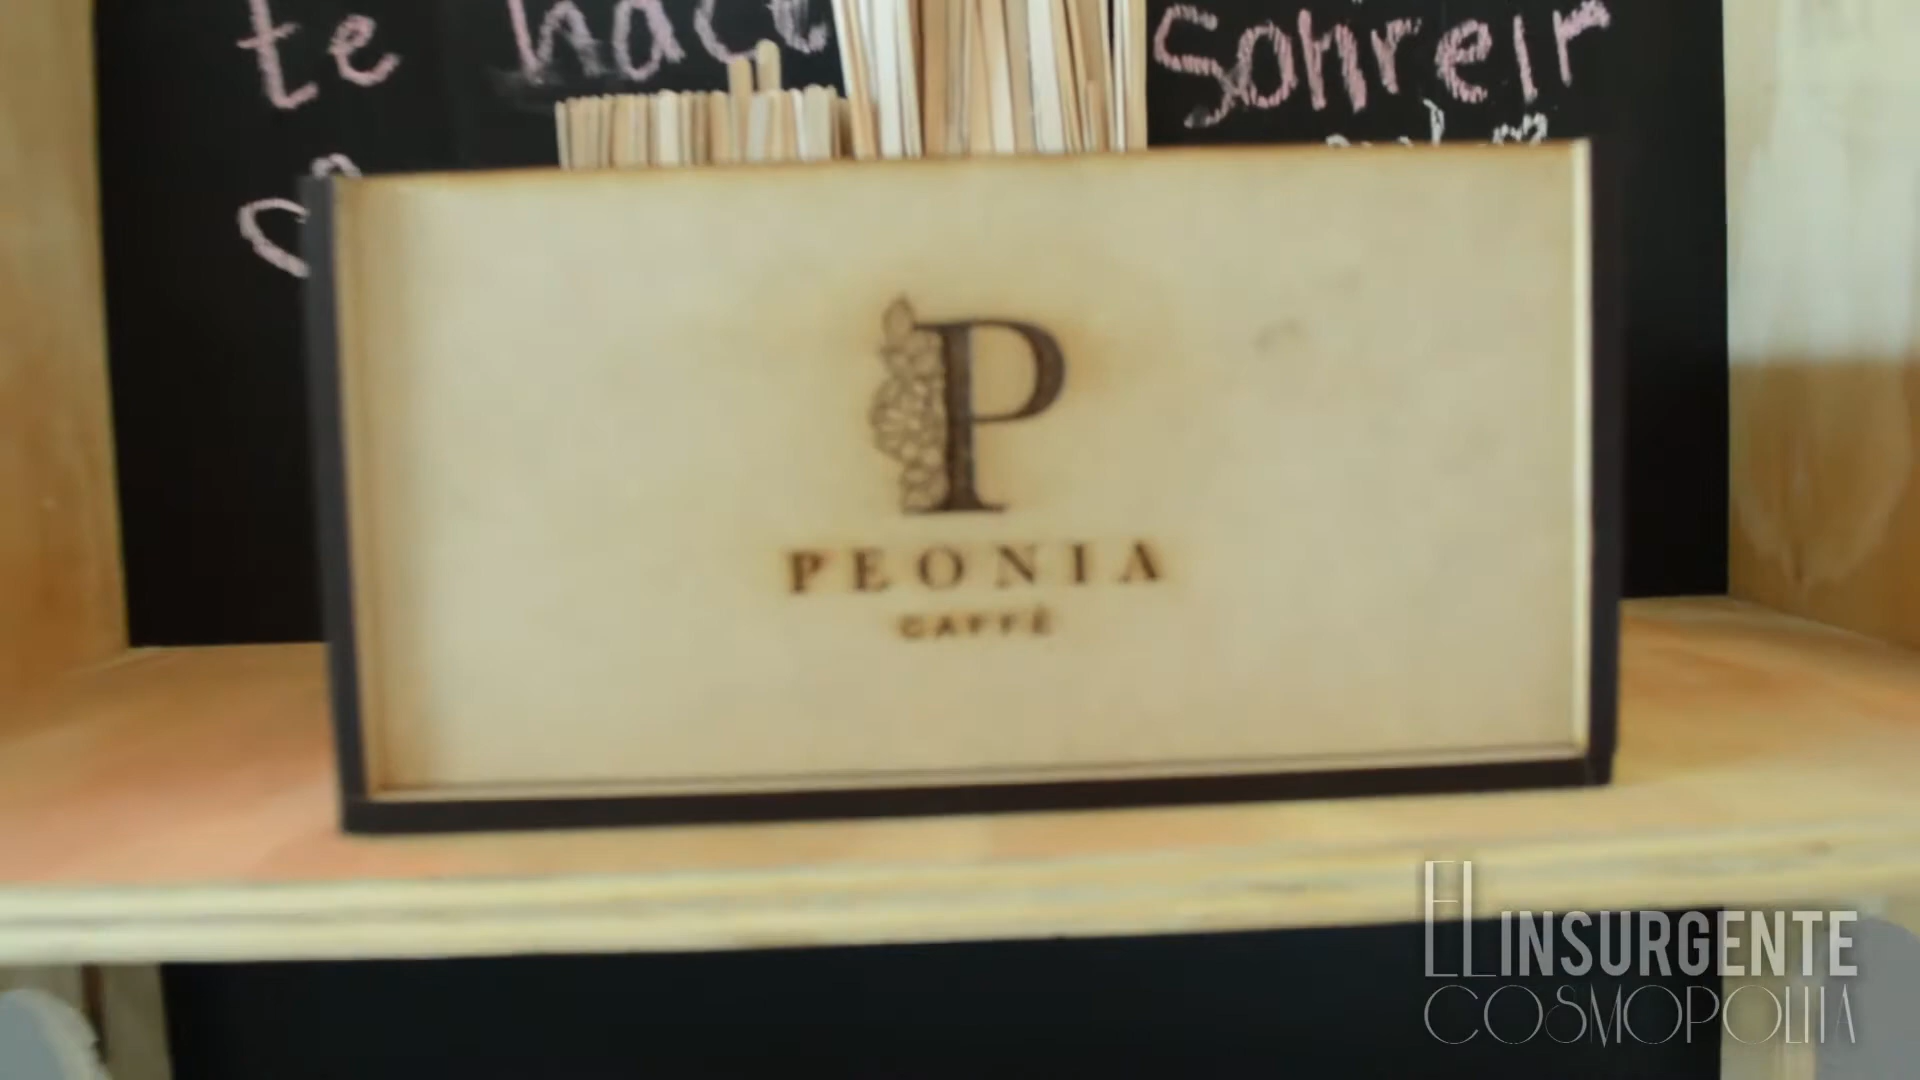 te hace sonreir
P
PEONIA
CAFFÈ
EL INSURGENTE
COSMOPOLITA